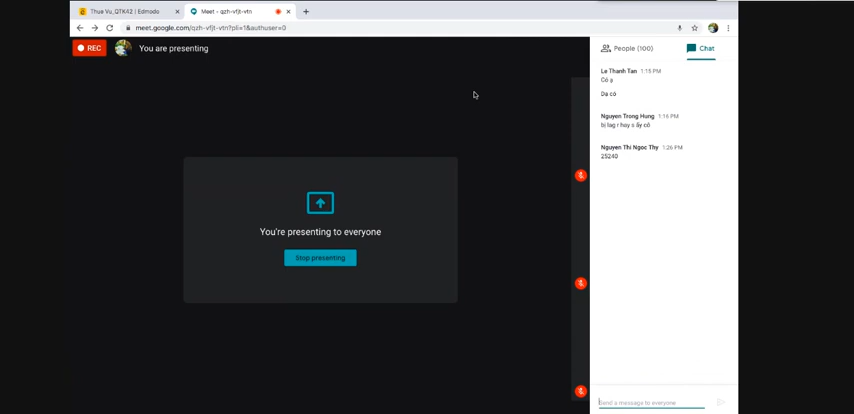 Thue Vu_QTK42 | Edmodo
Meet - qzh-vfjt-vtn
meet.google.com/qzh-vfjt-vtn?pli=1&authuser=0
REC
You are presenting
People (100)
Chat
Le Thanh Tan 1:15 PM
Có ạ
Dạ có
Nguyen Trong Hung 1:16 PM
bị lag r hay s ấy cô
Nguyen Thi Ngoc Thy 1:26 PM
25240
You're presenting to everyone
Stop presenting
Send a message to everyone